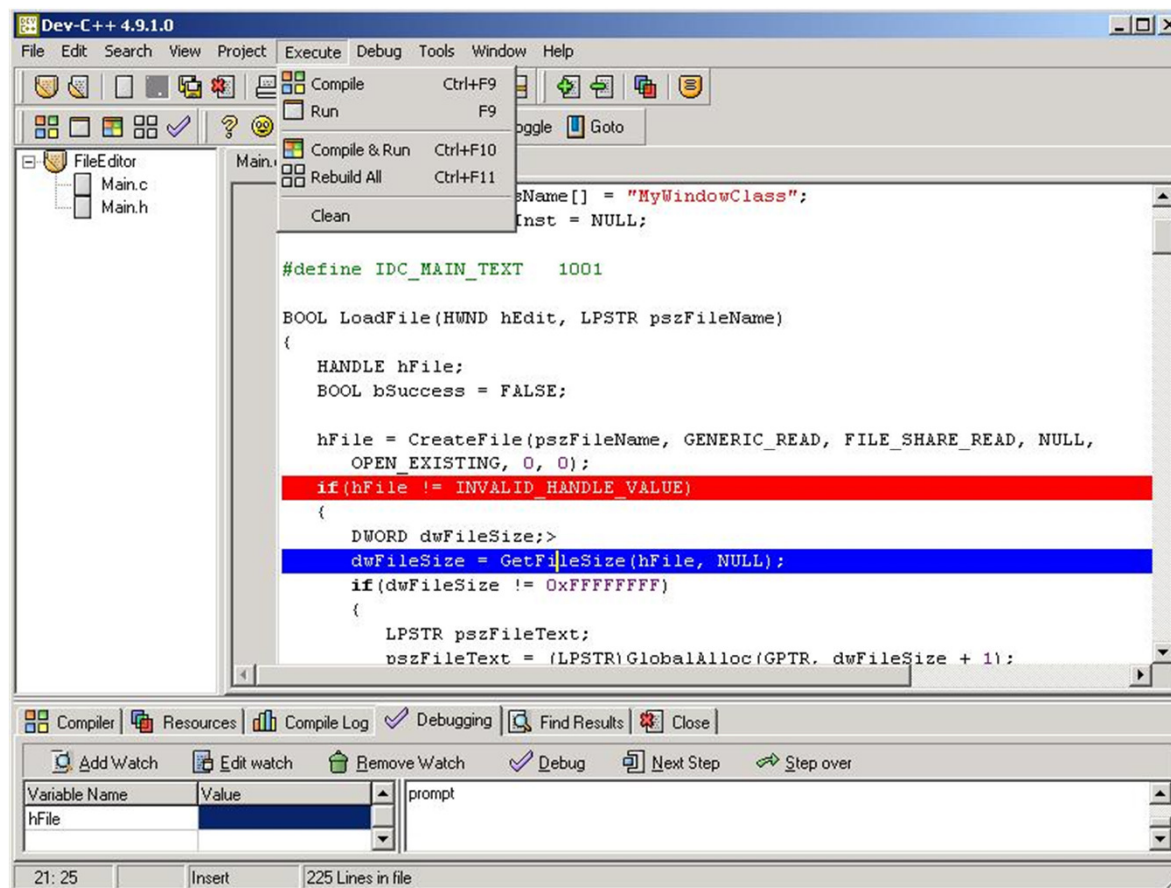 Dev-C++ 4.9.1.0
File Edit Search View Project Execute Debug Tools Window Help
Compile Ctrl+F9
Run F9
Compile & Run Ctrl+F10
Rebuild All Ctrl+F11
Clean
oggle Goto
FileEditor
Main.c
Main.h
Main.
sName[] = "MyWindowClass";
Inst = NULL;
#define IDC_MAIN_TEXT 1001
BOOL LoadFile(HWND hEdit, LPSTR pszFileName)
{
HANDLE hFile;
BOOL bSuccess = FALSE;
hFile = CreateFile(pszFileName, GENERIC_READ, FILE_SHARE_READ, NULL,
OPEN_EXISTING, 0, 0);
if(hFile != INVALID_HANDLE_VALUE)
{
DWORD dwFileSize;>
dwFileSize = GetFileSize(hFile, NULL);
if(dwFileSize != 0xFFFFFFFF)
{
LPSTR pszFileText;
pszFileText = (LPSTR)GlobalAlloc(GPTR, dwFileSize + 1);
Compiler Resources Compile Log Debugging Find Results Close
Add Watch Edit watch Remove Watch Debug Next Step Step over
Variable Name Value prompt
hFile
21: 25 Insert 225 Lines in file